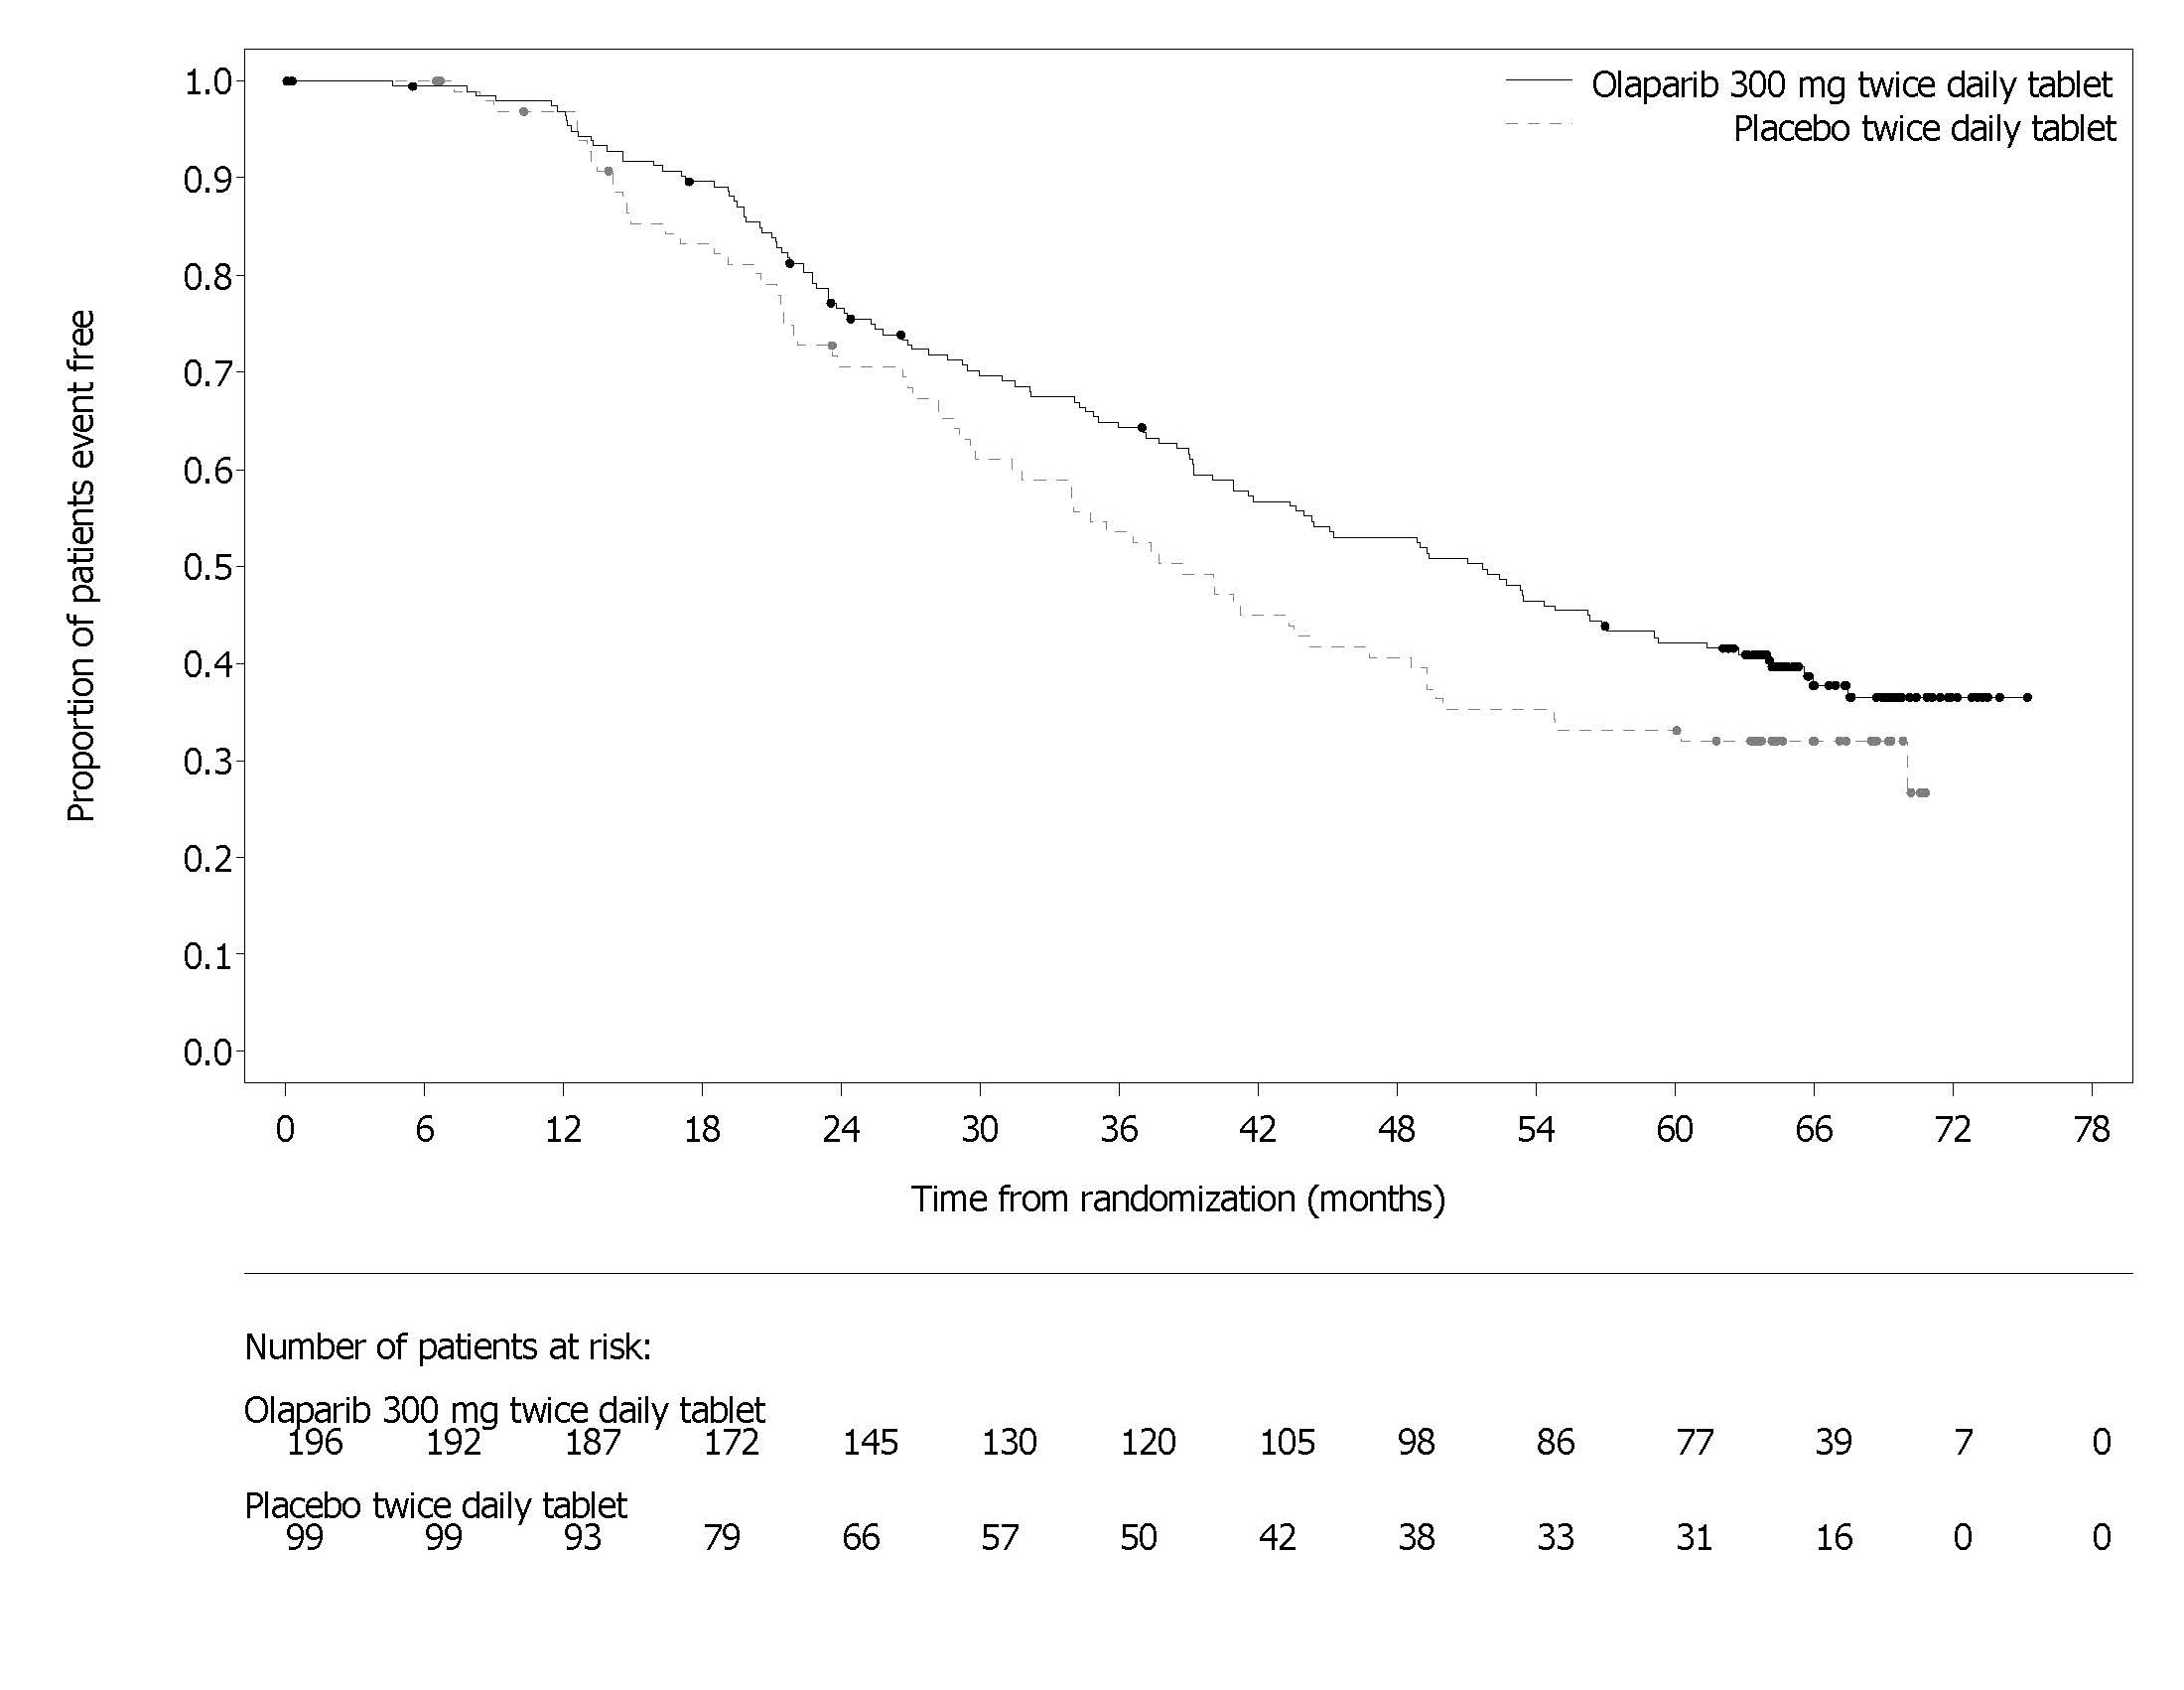 Olaparib 300 mg twice daily tablet
Placebo twice daily tablet
Proportion of patients event free
1.0
0.9
0.8
0.7
0.6
0.5
0.4
0.3
0.2
0.1
0.0
0 6 12 18 24 30 36 42 48 54 60 66 72 78
Time from randomization (months)
Number of patients at risk:
Olaparib 300 mg twice daily tablet
196 192 187 172 145 130 120 105 98 86 77 39 7 0
Placebo twice daily tablet
99 99 93 79 66 57 50 42 38 33 31 16 0 0